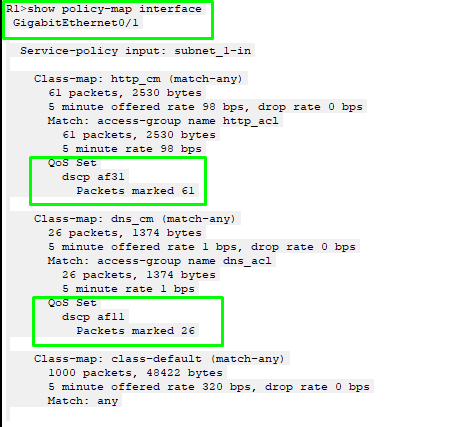 R1>show policy-map interface
GigabitEthernet0/1
Service-policy input: subnet_1-in
Class-map: http_cm (match-any)
61 packets, 2530 bytes
5 minute offered rate 98 bps, drop rate 0 bps
Match: access-group name http_acl
61 packets, 2530 bytes
5 minute rate 98 bps
QoS Set
dscp af31
Packets marked 61
Class-map: dns_cm (match-any)
26 packets, 1374 bytes
5 minute offered rate 1 bps, drop rate 0 bps
Match: access-group name dns_acl
26 packets, 1374 bytes
5 minute rate 1 bps
QoS Set
dscp af11
Packets marked 26
Class-map: class-default (match-any)
1000 packets, 48422 bytes
5 minute offered rate 320 bps, drop rate 0 bps
Match: any